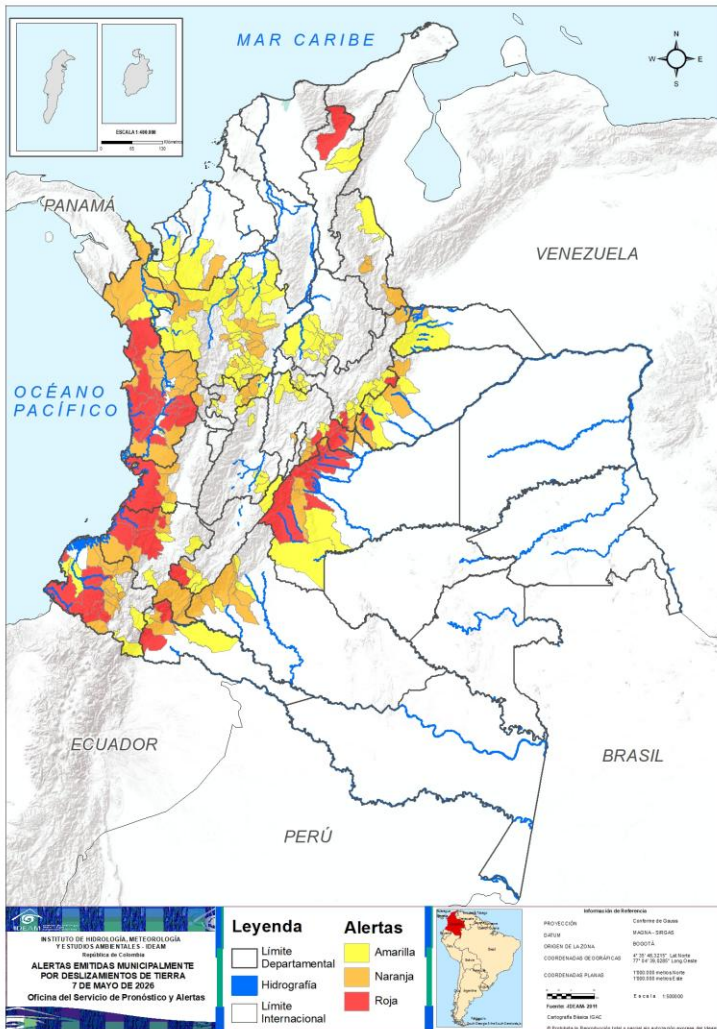 MAR CARIBE
N
W
E
S
ESCALA 1:400.000
PANAMÁ
VENEZUELA
OCÉANO
PACÍFICO
ECUADOR
BRASIL
PERÚ
IDEAM
INSTITUTO DE HIDROLOGÍA, METEOROLOGÍA
Y ESTUDIOS AMBIENTALES - IDEAM
República de Colombia
ALERTAS EMITIDAS MUNICIPALMENTE
POR DESLIZAMIENTOS DE TIERRA
7 DE MAYO DE 2026
Oficina del Servicio de Pronóstico y Alertas
Leyenda
Límite
Departamental
Hidrografía
Límite
Internacional
Alertas
Amarilla
Naranja
Roja
Información de Referencia
PROYECCIÓN Conforme de Gauss
DATUM MAGNA - SIRGAS
ORIGEN DE LA ZONA BOGOTÁ
COORDENADAS GEOGRÁFICAS
COORDENADAS PLANAS
Escala
Fuente: IDEAM
Cartografía Básica IGAC